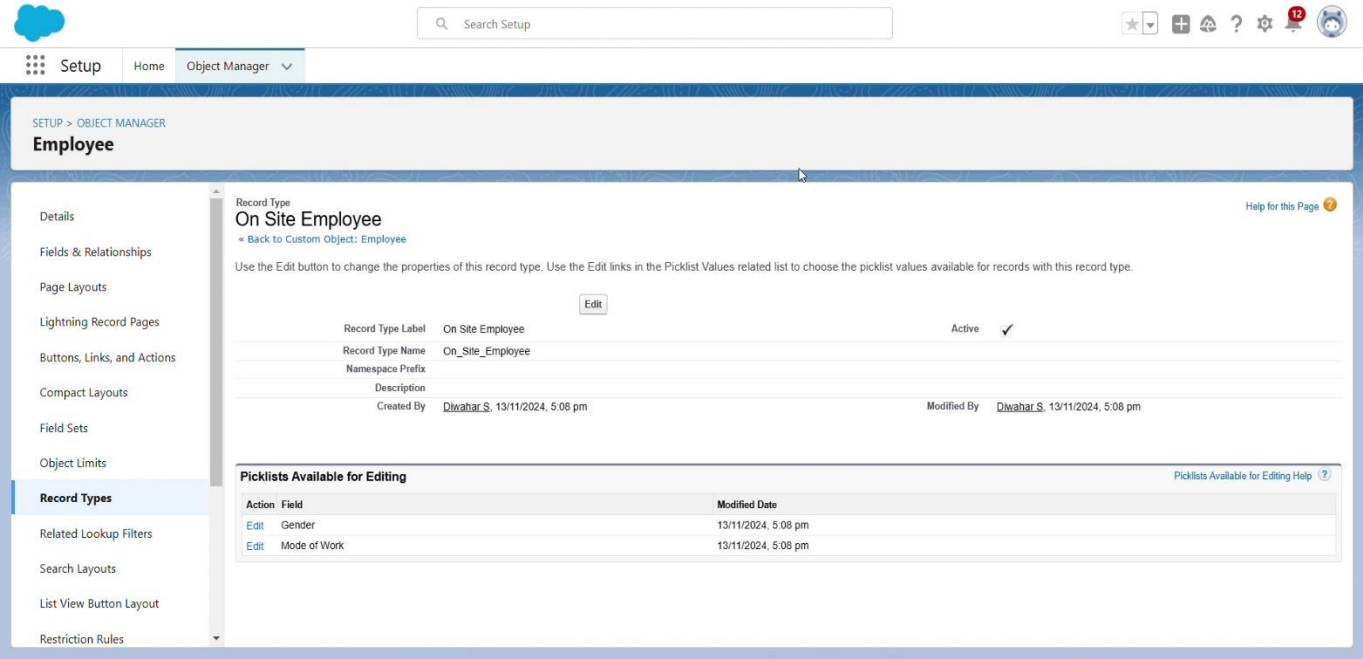 Search Setup
12
Setup Home Object Manager
SETUP > OBJECT MANAGER
Employee
Details
Fields & Relationships
Page Layouts
Lightning Record Pages
Buttons, Links, and Actions
Compact Layouts
Field Sets
Object Limits
Record Types
Related Lookup Filters
Search Layouts
List View Button Layout
Restriction Rules
Record Type
On Site Employee
« Back to Custom Object: Employee
Help for this Page ?
Use the Edit button to change the properties of this record type. Use the Edit links in the Picklist Values related list to choose the picklist values available for records with this record type.
Edit
Record Type Label On Site Employee Active ✓
Record Type Name On_Site_Employee
Namespace Prefix
Description
Created By Diwahar S, 13/11/2024, 5:08 pm Modified By Diwahar S, 13/11/2024, 5:08 pm
Picklists Available for Editing Picklists Available for Editing Help ?
Action Field Modified Date
Edit Gender 13/11/2024, 5:08 pm
Edit Mode of Work 13/11/2024, 5:08 pm